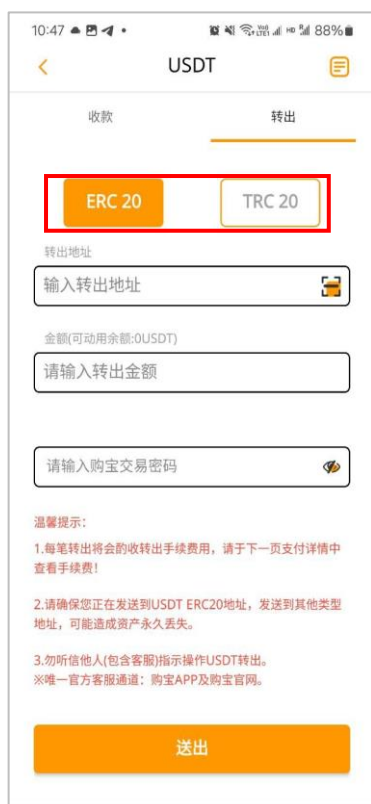 10:47
88%
USDT
收款
转出
ERC 20
TRC 20
转出地址
输入转出地址
金额(可动用余额:0USDT)
请输入转出金额
请输入购宝交易密码
温馨提示：
1.每笔转出将会酌收转出手续费用，请于下一页支付详情中
查看手续费！
2.请确保您正在发送到USDT ERC20地址，发送到其他类型
地址，可能造成资产永久丢失。
3.勿听信他人(包含客服)指示操作USDT转出。
※唯一官方客服通道：购宝APP及购宝官网。
送出